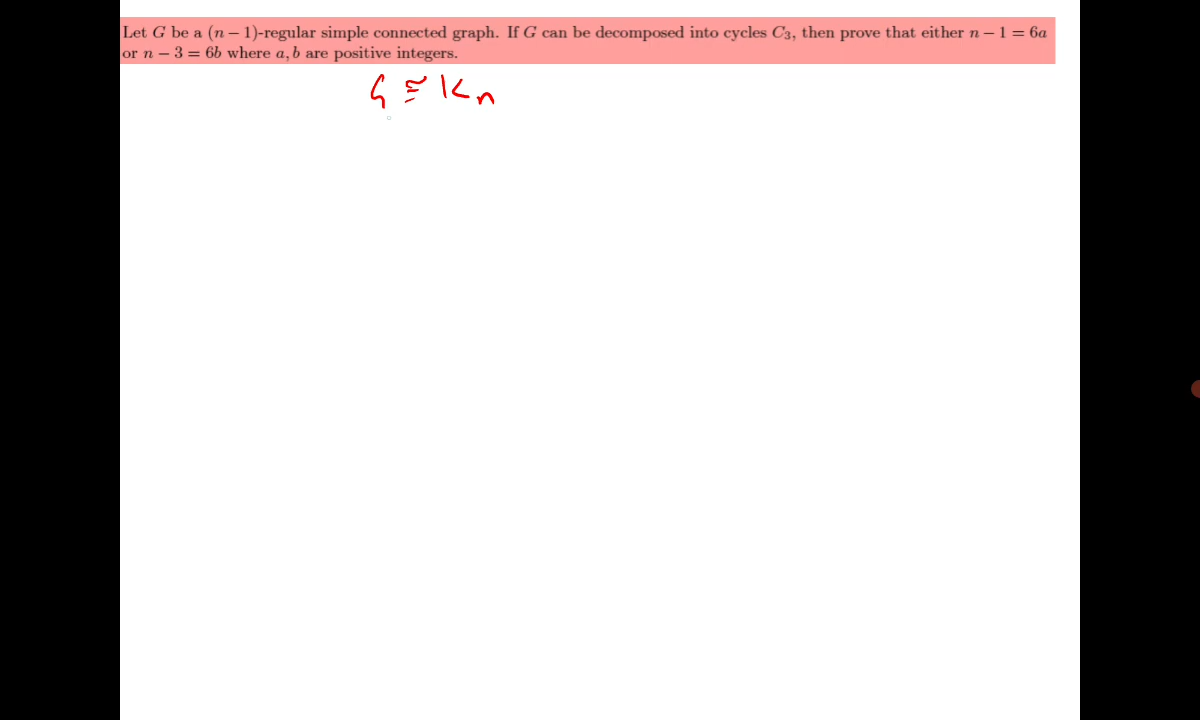 Let G be a (n − 1)-regular simple connected graph. If G can be decomposed into cycles C₃, then prove that either n − 1 = 6a
or n − 3 = 6b where a, b are positive integers.
G ≅ Kₙ